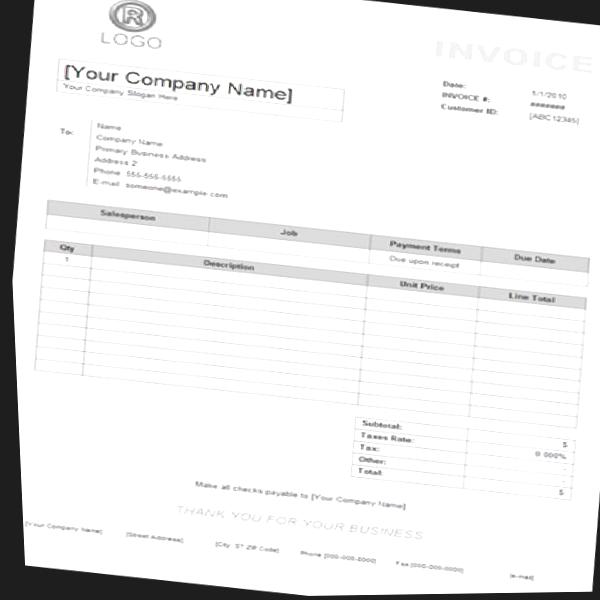 R
LOGO
INVOICE
[Your Company Name]
Your Company Slogan Here
Date: 1/1/2010
INVOICE #: #######
Customer ID: [ABC12345]
To: Name
Company Name
Primary Business Address
Address 2
Phone 555-555-5555
E-mail someone@example.com
Salesperson Job Payment Terms Due Date
Due upon receipt
Qty Description Unit Price Line Total
1
Subtotal: $
Taxes Rate: 0.000%
Tax: -
Other: -
Total: $
Make all checks payable to [Your Company Name]
THANK YOU FOR YOUR BUSINESS
[Your Company Name] [Street Address] [City, ST ZIP Code] Phone [000-000-0000] Fax [000-000-0000] [e-mail]